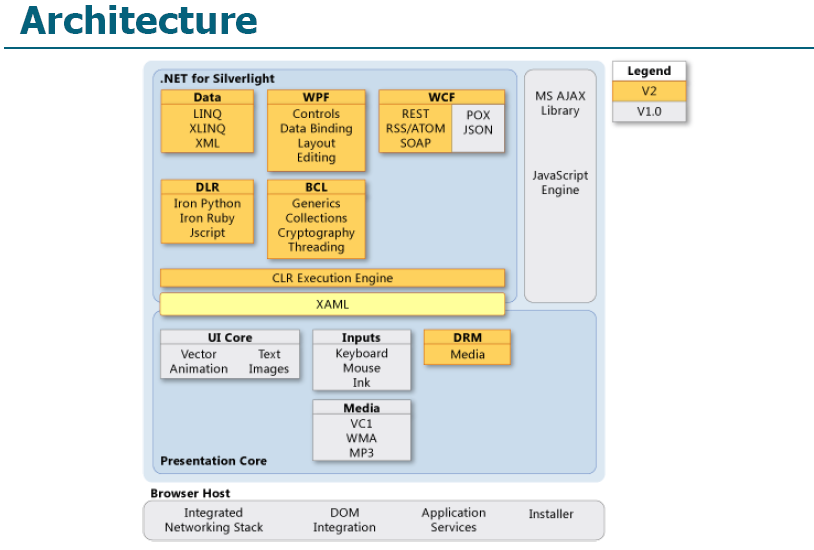 Architecture
.NET for Silverlight
Data
LINQ
XLINQ
XML
WPF
Controls
Data Binding
Layout
Editing
WCF
REST
RSS/ATOM
SOAP
POX
JSON
MS AJAX
Library
JavaScript
Engine
Legend
V2
V1.0
DLR
Iron Python
Iron Ruby
Jscript
BCL
Generics
Collections
Cryptography
Threading
CLR Execution Engine
XAML
UI Core
Vector Text
Animation Images
Inputs
Keyboard
Mouse
Ink
DRM
Media
Media
VC1
WMA
MP3
Presentation Core
Browser Host
Integrated
Networking Stack
DOM
Integration
Application
Services
Installer